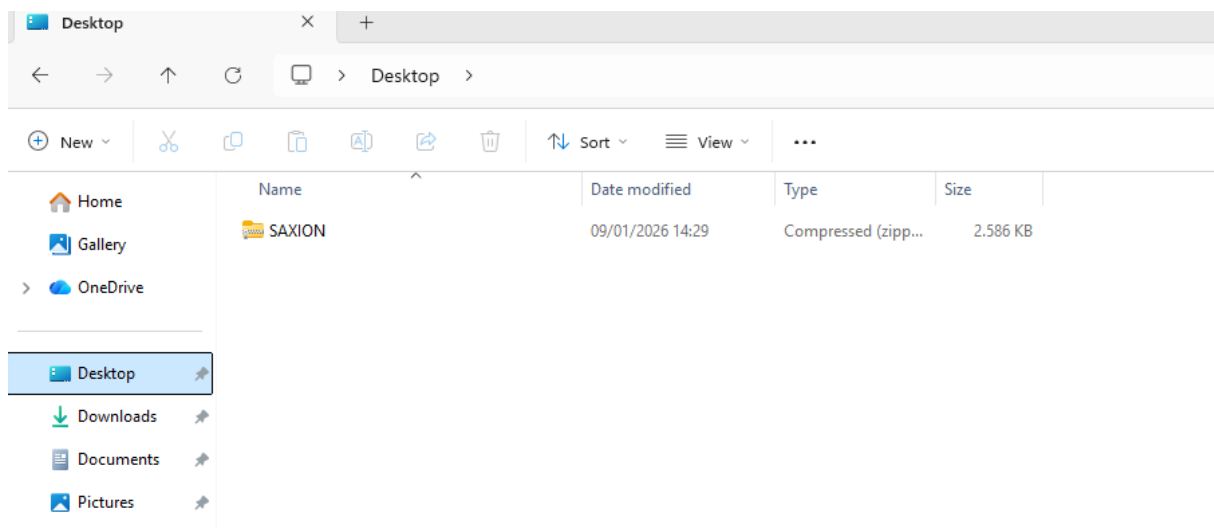 Desktop
Desktop
New Sort View
Name Date modified Type Size
SAXION 09/01/2026 14:29 Compressed (zipp... 2.586 KB
Home
Gallery
OneDrive
Desktop
Downloads
Documents
Pictures